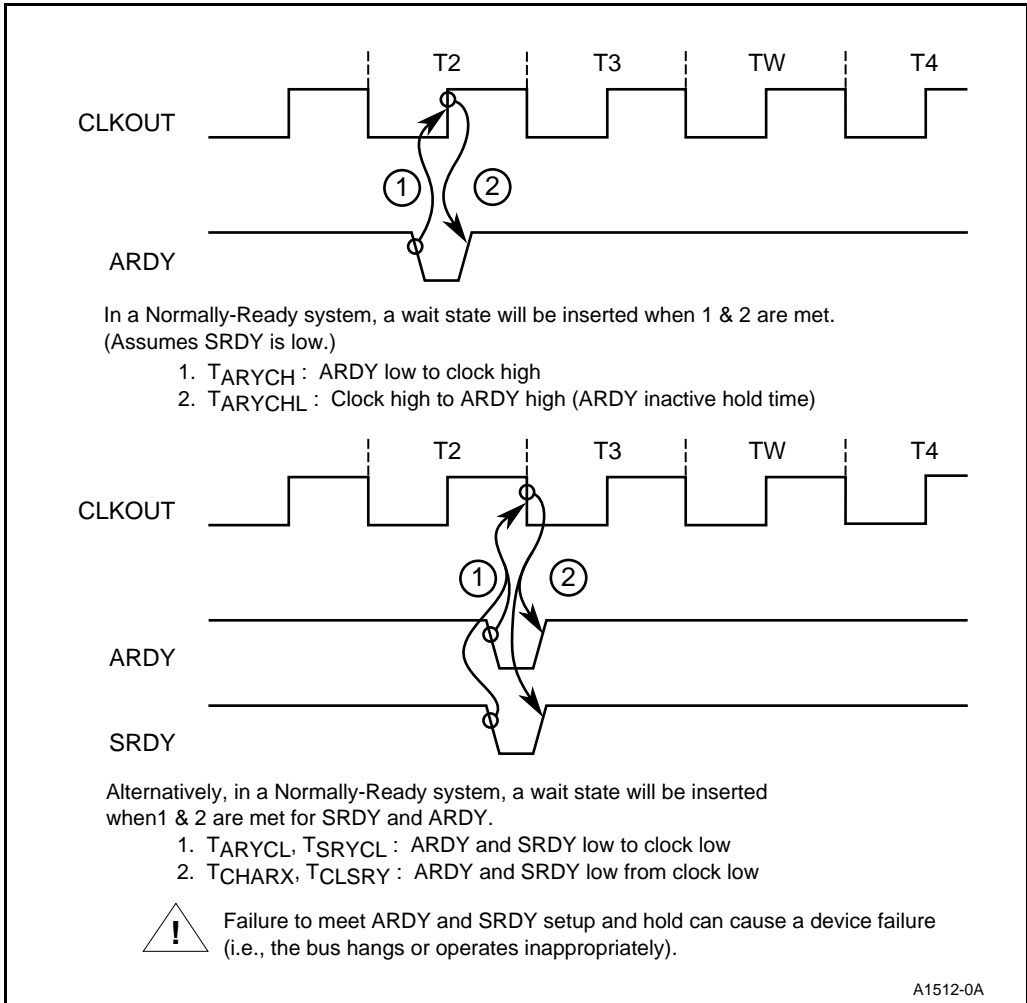 T2 T3 TW T4
CLKOUT
1 2
ARDY
In a Normally-Ready system, a wait state will be inserted when 1 & 2 are met.
(Assumes SRDY is low.)
1. TARYCH : ARDY low to clock high
2. TARYCHL : Clock high to ARDY high (ARDY inactive hold time)
T2 T3 TW T4
CLKOUT
1 2
ARDY
SRDY
Alternatively, in a Normally-Ready system, a wait state will be inserted
when1 & 2 are met for SRDY and ARDY.
1. TARYCL, TSRYCL : ARDY and SRDY low to clock low
2. TCHARX, TCLSRY : ARDY and SRDY low from clock low
! Failure to meet ARDY and SRDY setup and hold can cause a device failure
(i.e., the bus hangs or operates inappropriately).
A1512-0A